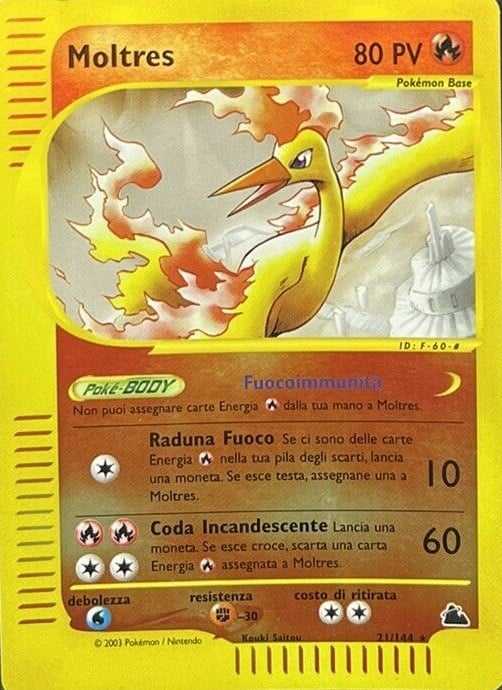 Moltres 80 PV
Pokémon Base
ID: F-60-#
Poké-BODY Fuocoimmunità
Non puoi assegnare carte Energia dalla tua mano a Moltres.
Raduna Fuoco Se ci sono delle carte
Energia nella tua pila degli scarti, lancia
una moneta. Se esce testa, assegnane una a
Moltres.
10
Coda Incandescente Lancia una
moneta. Se esce croce, scarta una carta
Energia assegnata a Moltres.
60
debolezza resistenza costo di ritirata
-30
© 2003 Pokémon / Nintendo Kouki Saitou 21/144 ★